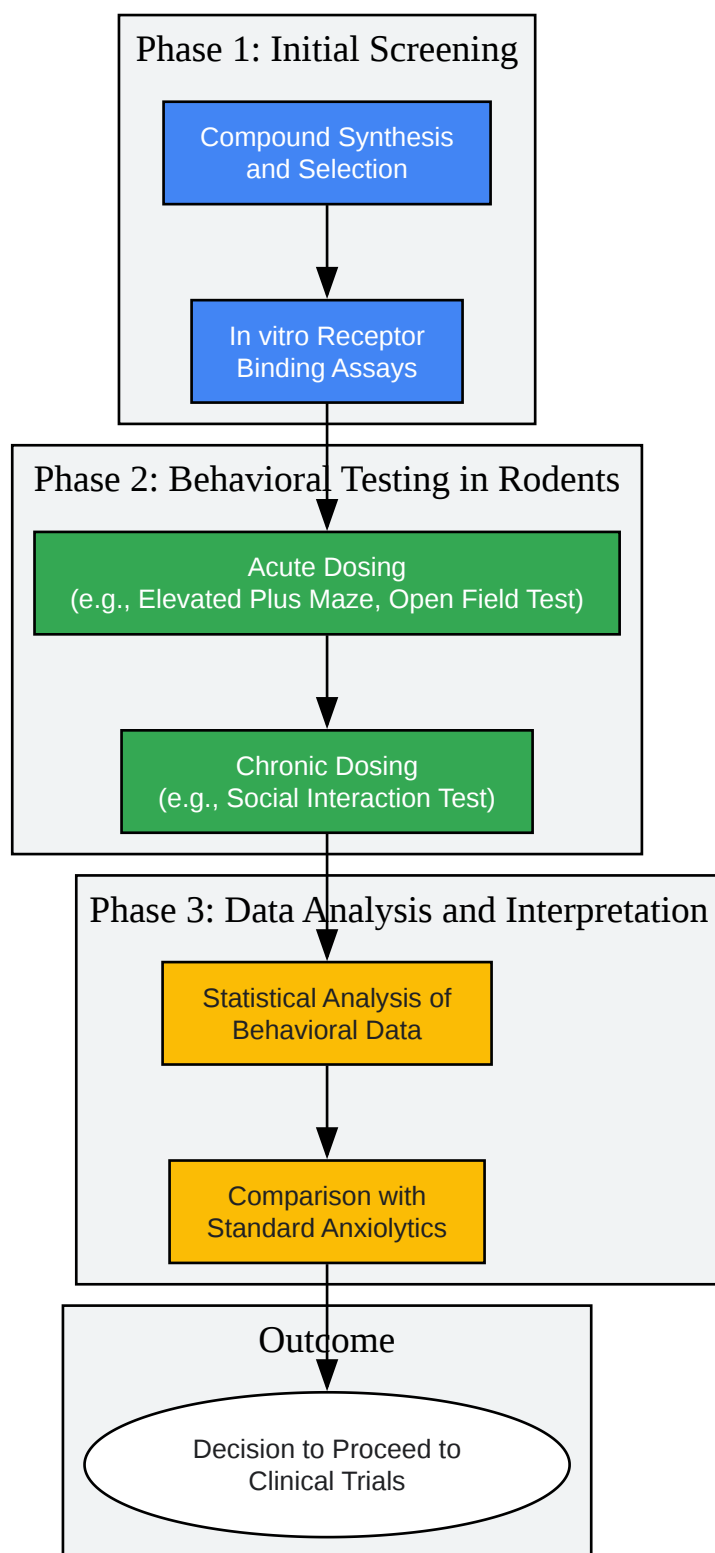 Phase 1: Initial Screening
Compound Synthesis
and Selection
In vitro Receptor
Binding Assays
Phase 2: Behavioral Testing in Rodents
Acute Dosing
(e.g., Elevated Plus Maze, Open Field Test)
Chronic Dosing
(e.g., Social Interaction Test)
Phase 3: Data Analysis and Interpretation
Statistical Analysis of
Behavioral Data
Comparison with
Standard Anxiolytics
Outcome
Decision to Proceed to
Clinical Trials